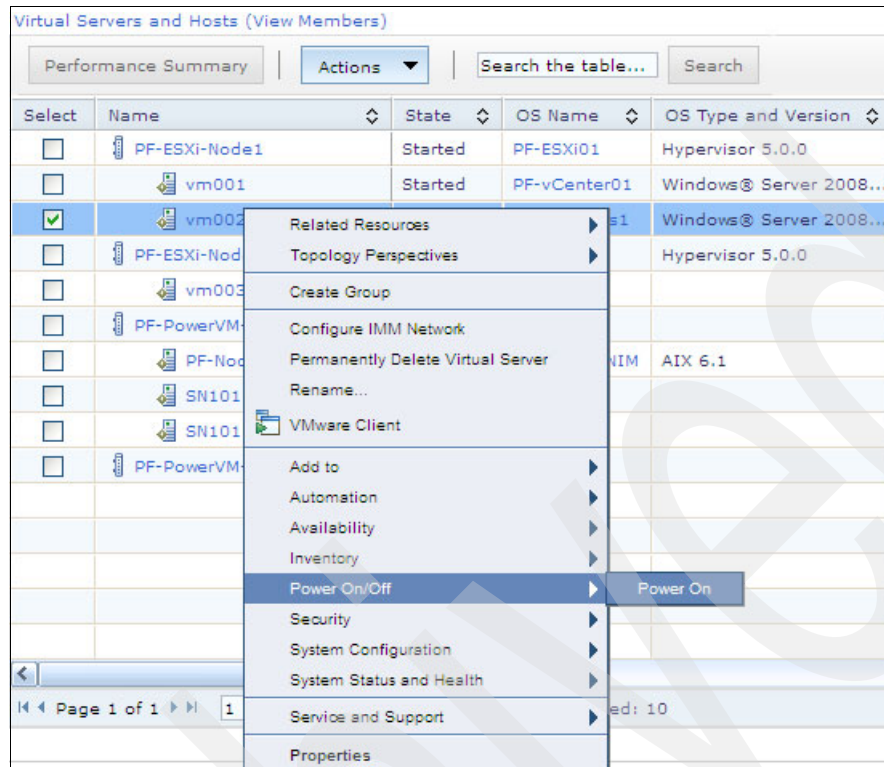 Virtual Servers and Hosts (View Members)
Performance Summary Actions Search the table... Search
Select Name State OS Name OS Type and Version
PF-ESXi-Node1 Started PF-ESXi01 Hypervisor 5.0.0
vm001 Started PF-vCenter01 Windows® Server 2008...
vm002 s1 Windows® Server 2008...
PF-ESXi-Nod Hypervisor 5.0.0
vm003
PF-PowerVM-
PF-Noc NIM AIX 6.1
SN101
SN101
PF-PowerVM-
Related Resources
Topology Perspectives
Create Group
Configure IMM Network
Permanently Delete Virtual Server
Rename...
VMware Client
Add to
Automation
Availability
Inventory
Power On/Off Power On
Security
System Configuration
System Status and Health
Service and Support
Properties
Page 1 of 1 1 ed: 10